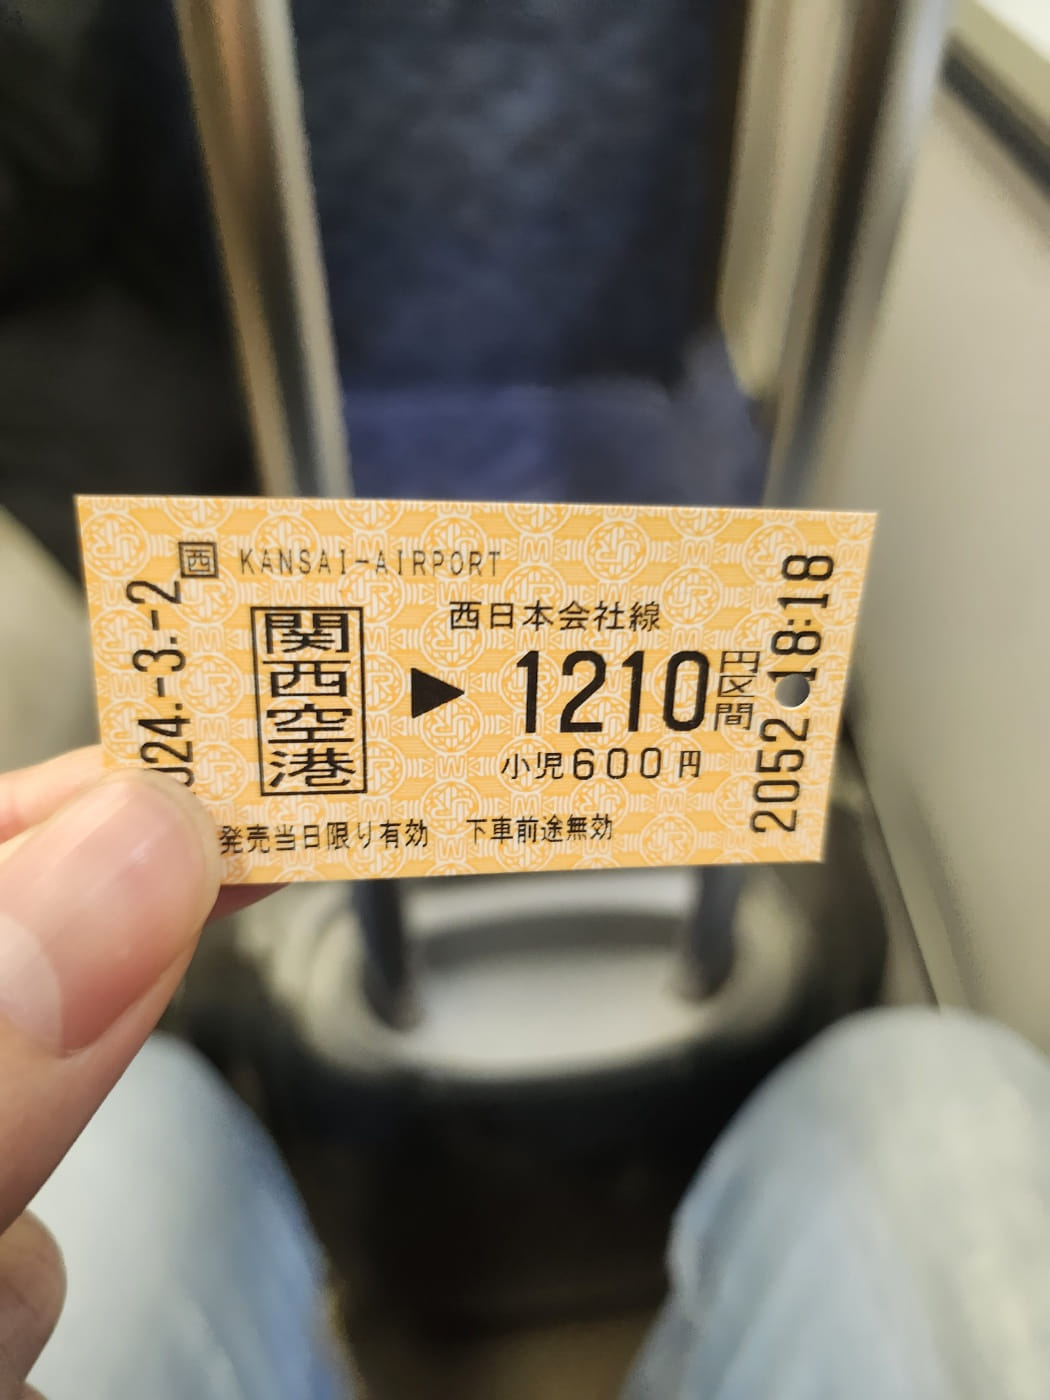 西 KANSAI-AIRPORT
024.-3.-2
関西空港
西日本会社線
▶ 1210円区間
小児600円
発売当日限り有効 下車前途無効
2052 18:18